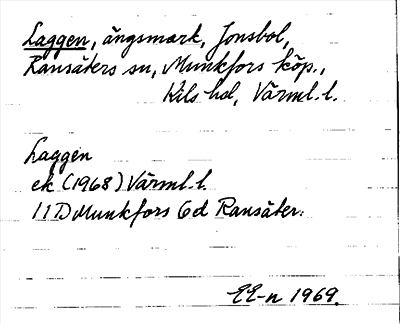 Laggen, ängsmark, Jonsbol,
Ransäters sn, Munkfors köp.,
Kils hd, Värml. l.
Laggen
ek (1968) Värml. l.
11D Munkfors 6d Ransäter.
EE-n 1969.